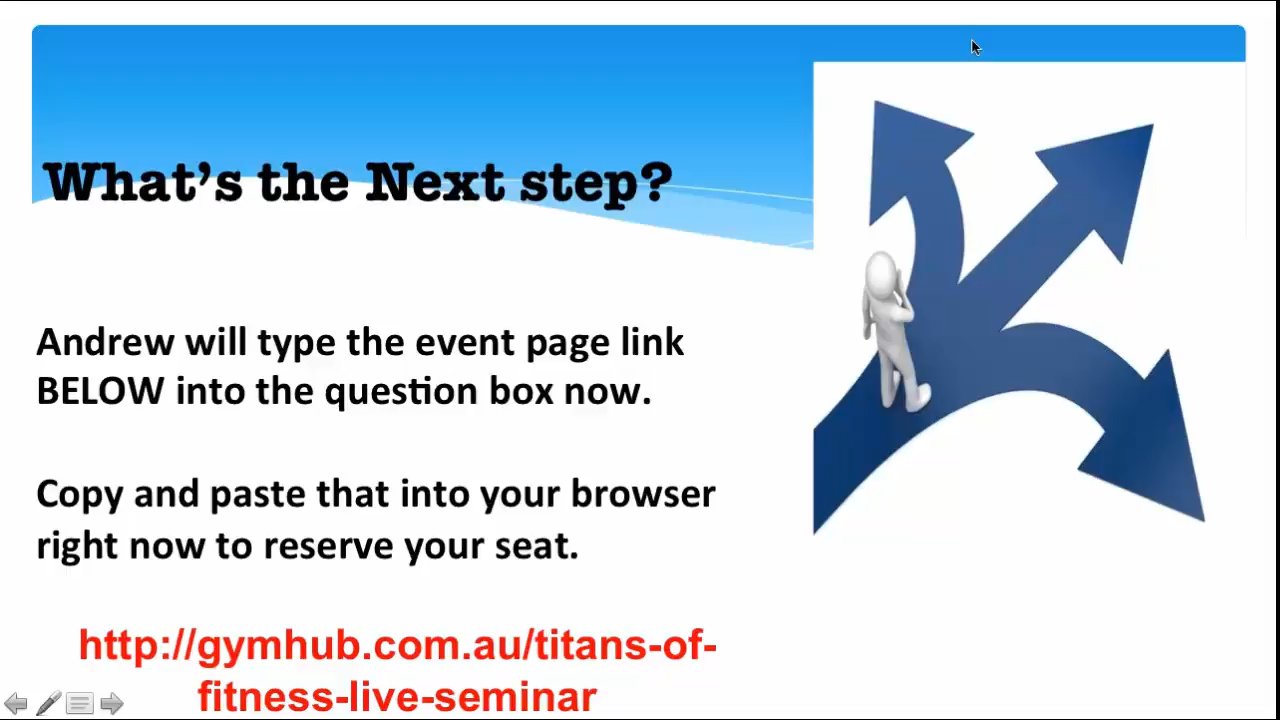 What's the Next step?
Andrew will type the event page link
BELOW into the question box now.
Copy and paste that into your browser
right now to reserve your seat.
http://gymhub.com.au/titans-of-
fitness-live-seminar